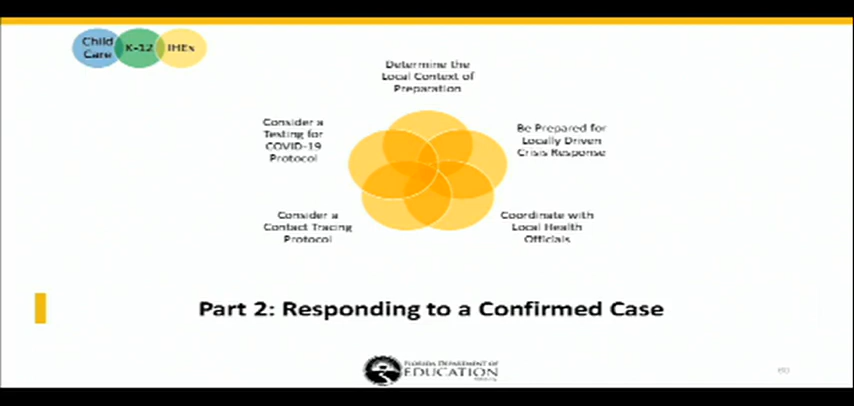 Child
Care
K-12
IHEs
Determine the
Local Context of
Preparation
Consider a
Testing for
COVID-19
Protocol
Be Prepared for
Locally Driven
Crisis Response
Consider a
Contact Tracing
Protocol
Coordinate with
Local Health
Officials
Part 2: Responding to a Confirmed Case
FLORIDA DEPARTMENT OF
EDUCATION
60